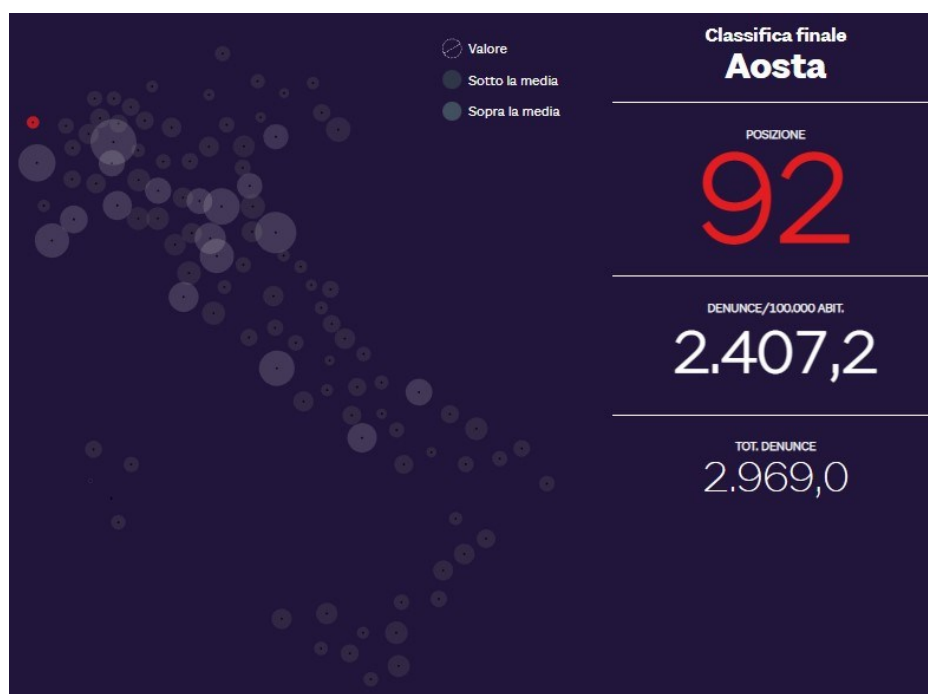 Valore
Sotto la media
Sopra la media
Classifica finale
Aosta
POSIZIONE
92
DENUNCE/100.000 ABIT.
2.407,2
TOT. DENUNCE
2.969,0